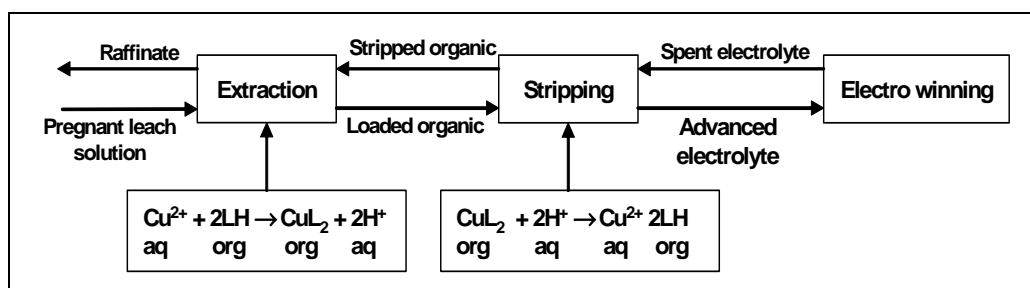 Raffinate
Stripped organic
Spent electrolyte
Extraction
Stripping
Electro winning
Pregnant leach
solution
Loaded organic
Advanced
electrolyte
Cu²⁺ + 2LH → CuL₂ + 2H⁺
aq org org aq
CuL₂ + 2H⁺ → Cu²⁺ 2LH
org aq aq org